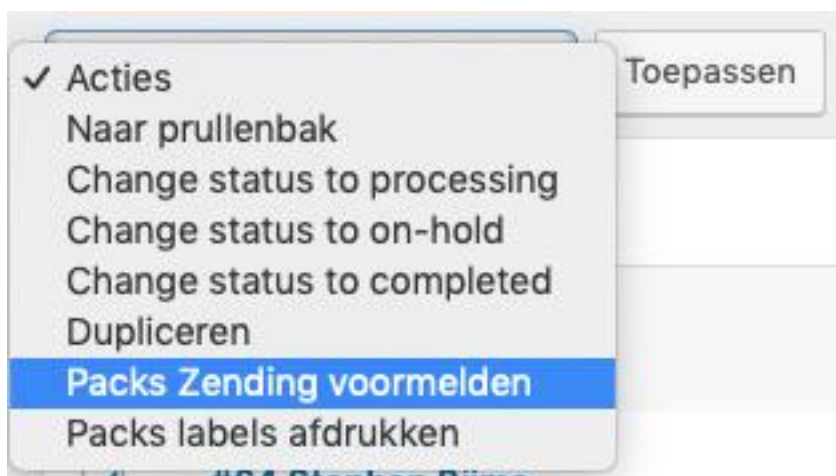 Acties
Toepassen
Naar prullenbak
Change status to processing
Change status to on-hold
Change status to completed
Dupliceren
Packs Zending voormelden
Packs labels afdrukken